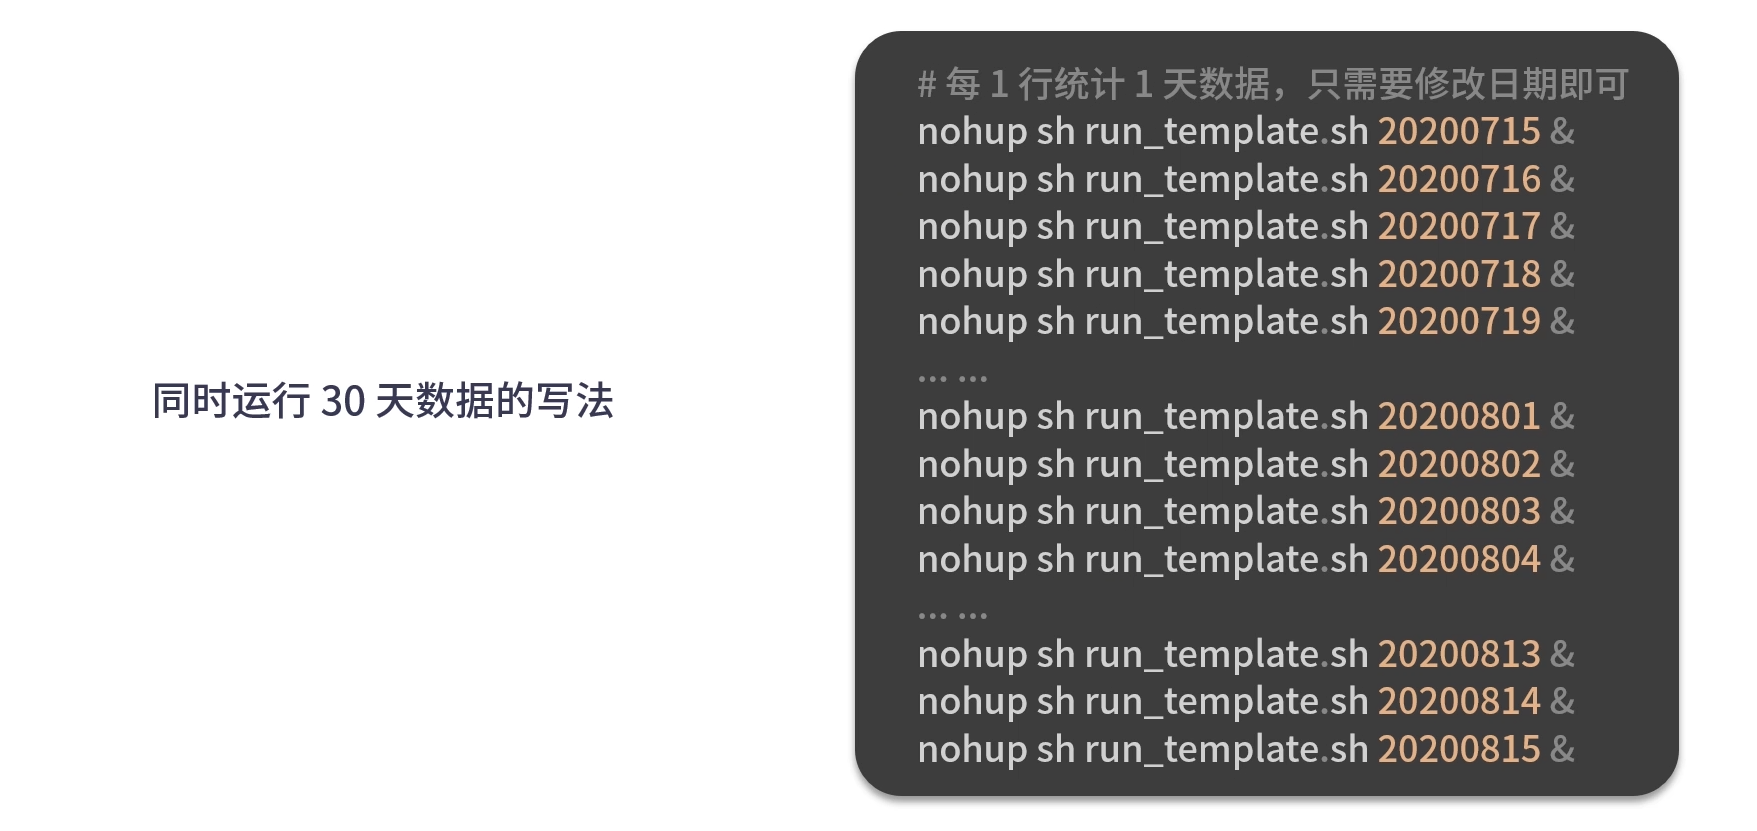 同时运行 30 天数据的写法
# 每 1 行统计 1 天数据，只需要修改日期即可
nohup sh run_template.sh 20200715 &
nohup sh run_template.sh 20200716 &
nohup sh run_template.sh 20200717 &
nohup sh run_template.sh 20200718 &
nohup sh run_template.sh 20200719 &
... ...
nohup sh run_template.sh 20200801 &
nohup sh run_template.sh 20200802 &
nohup sh run_template.sh 20200803 &
nohup sh run_template.sh 20200804 &
... ...
nohup sh run_template.sh 20200813 &
nohup sh run_template.sh 20200814 &
nohup sh run_template.sh 20200815 &